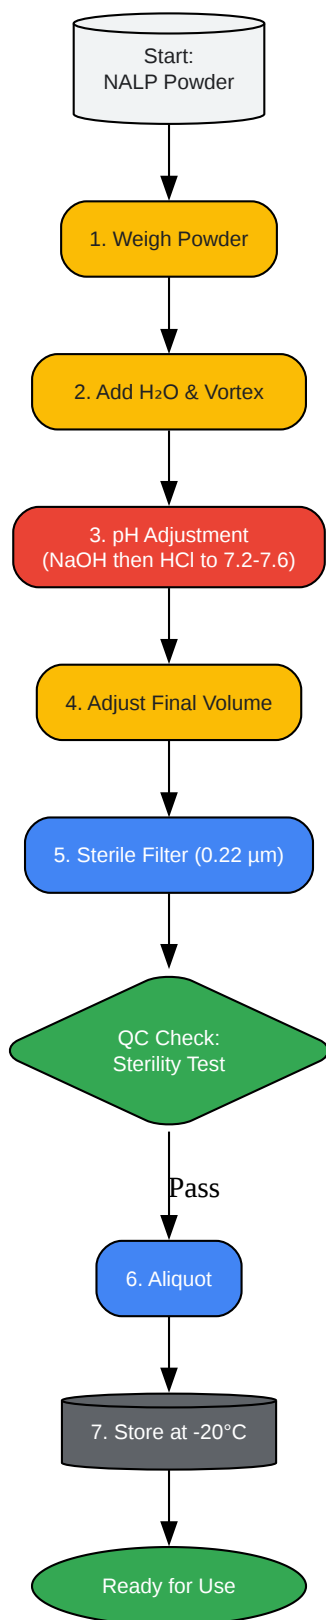 Start:
NALP Powder
1. Weigh Powder
2. Add H₂O & Vortex
3. pH Adjustment
(NaOH then HCl to 7.2-7.6)
4. Adjust Final Volume
5. Sterile Filter (0.22 µm)
QC Check:
Sterility Test
Pass
6. Aliquot
7. Store at -20°C
Ready for Use